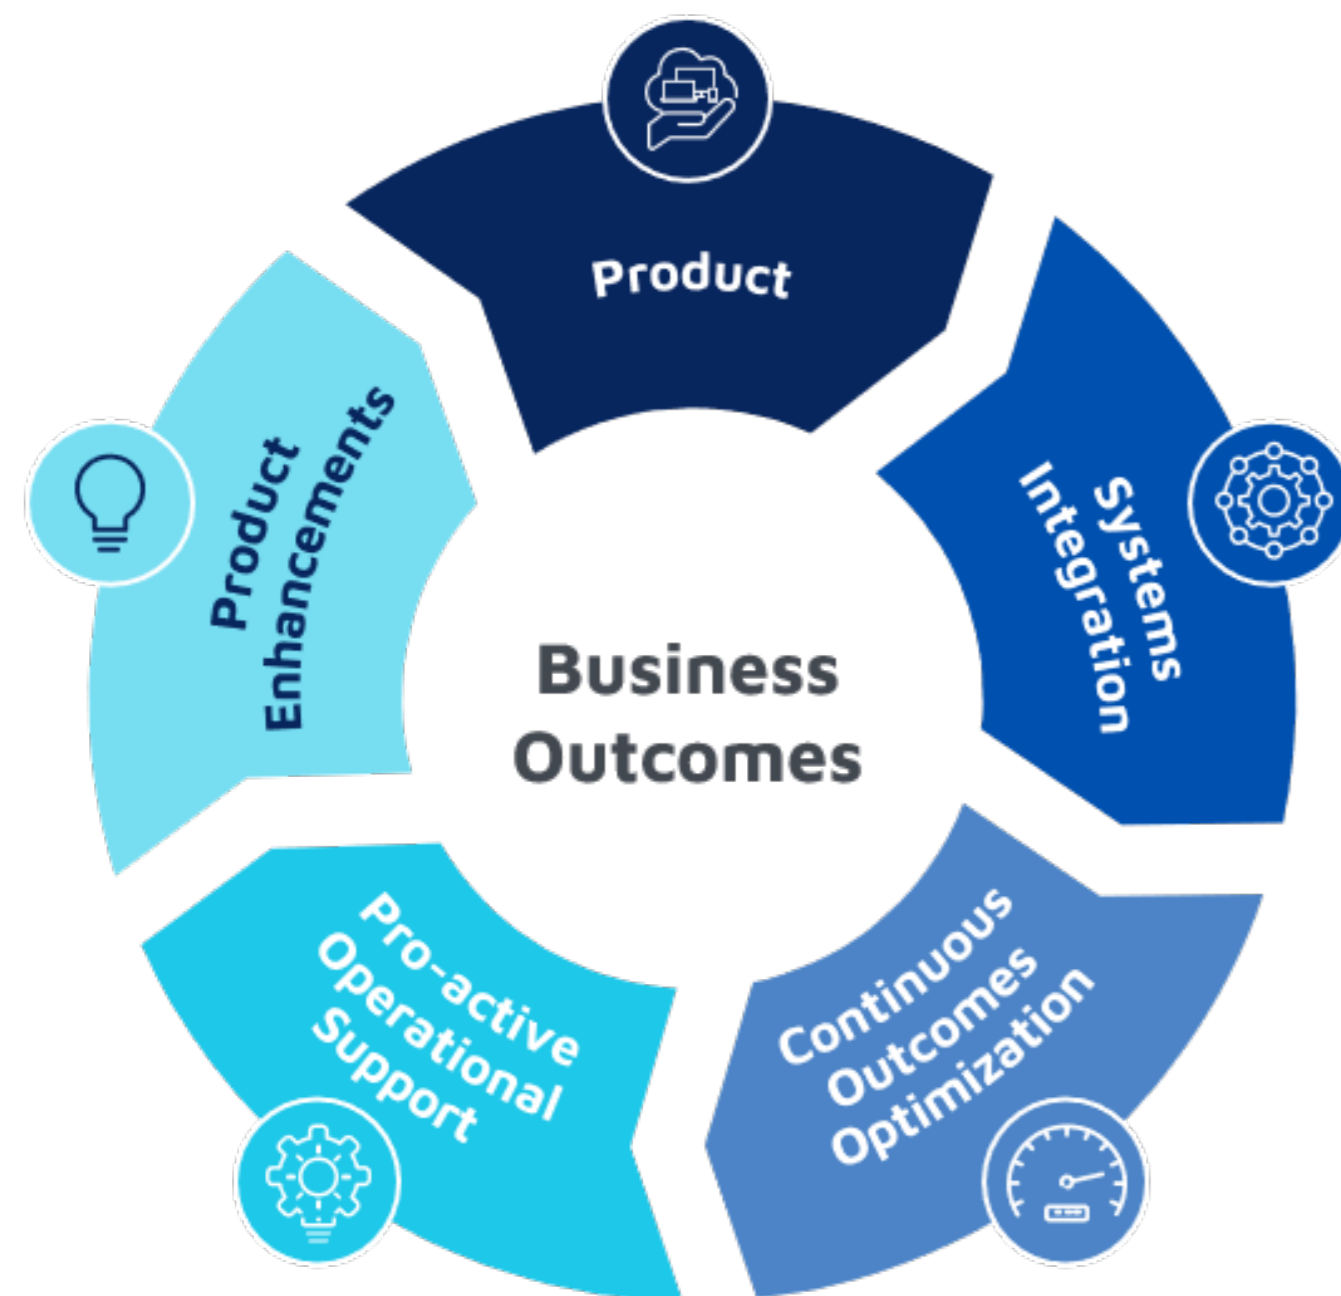 Product
Systems
Integration
Continuous
Outcomes
Optimization
Pro-active
Operational
Support
Product
Enhancements
Business
Outcomes